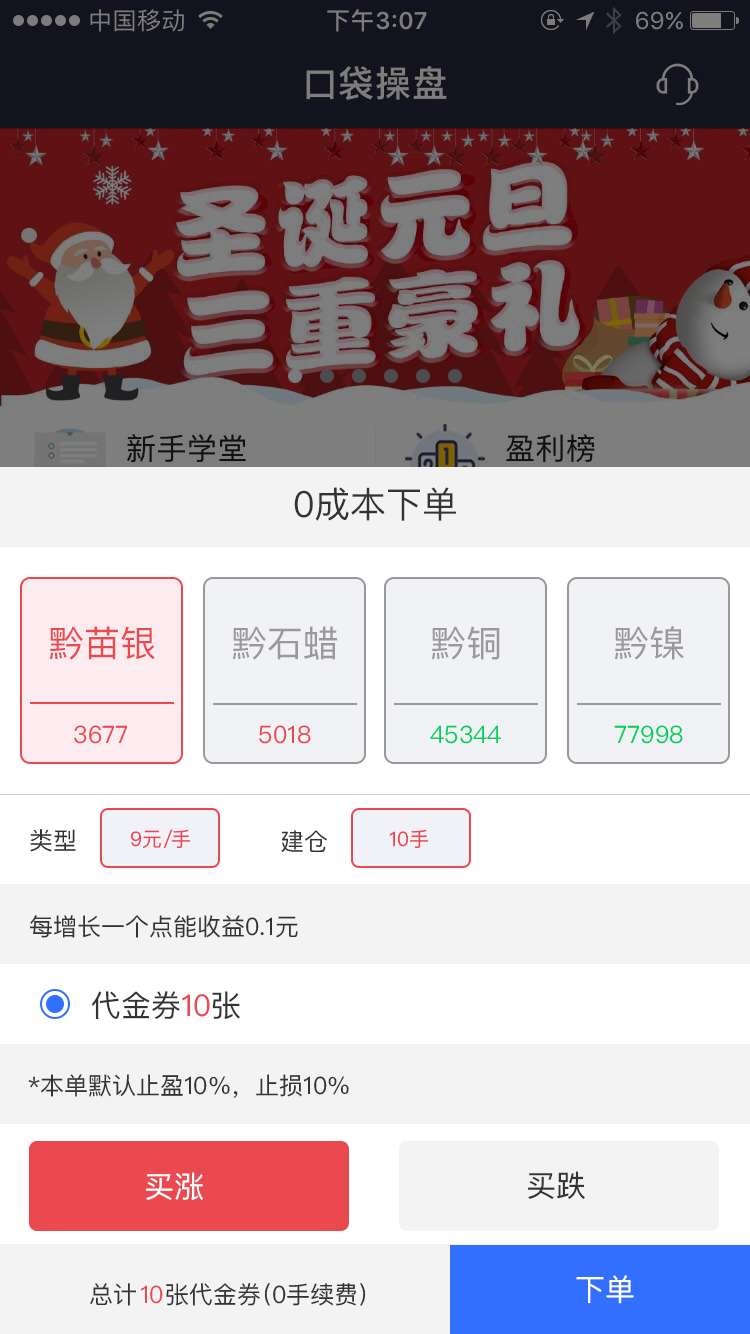 中国移动 下午3:07 69%
口袋操盘
圣诞元旦
三重豪礼
新手学堂 盈利榜
0成本下单
黔苗银 黔石蜡 黔铜 黔镍
3677 5018 45344 77998
类型 9元/手 建仓 10手
每增长一个点能收益0.1元
代金券10张
*本单默认止盈10%，止损10%
买涨 买跌
总计10张代金券(0手续费) 下单